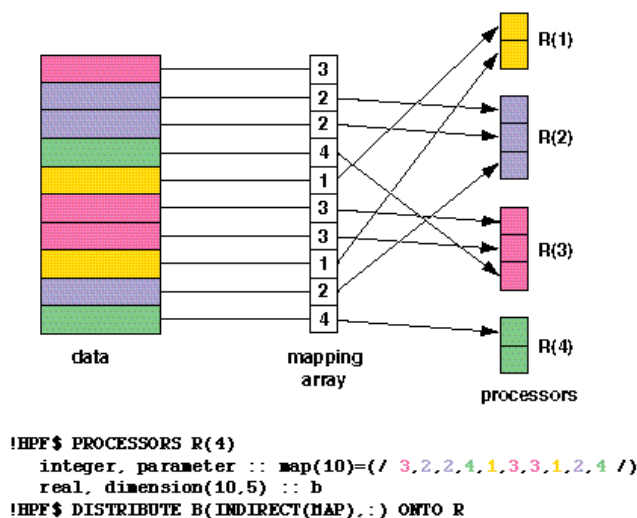 R(1)
3
2
2
4
1
3
3
1
2
4
R(2)
R(3)
R(4)
data
mapping
array
processors
!HPF$ PROCESSORS R(4)
integer, parameter :: map(10)=(/ 3,2,2,4,1,3,3,1,2,4 /)
real, dimension(10,5) :: b
!HPF$ DISTRIBUTE B(INDIRECT(MAP),:) ONTO R